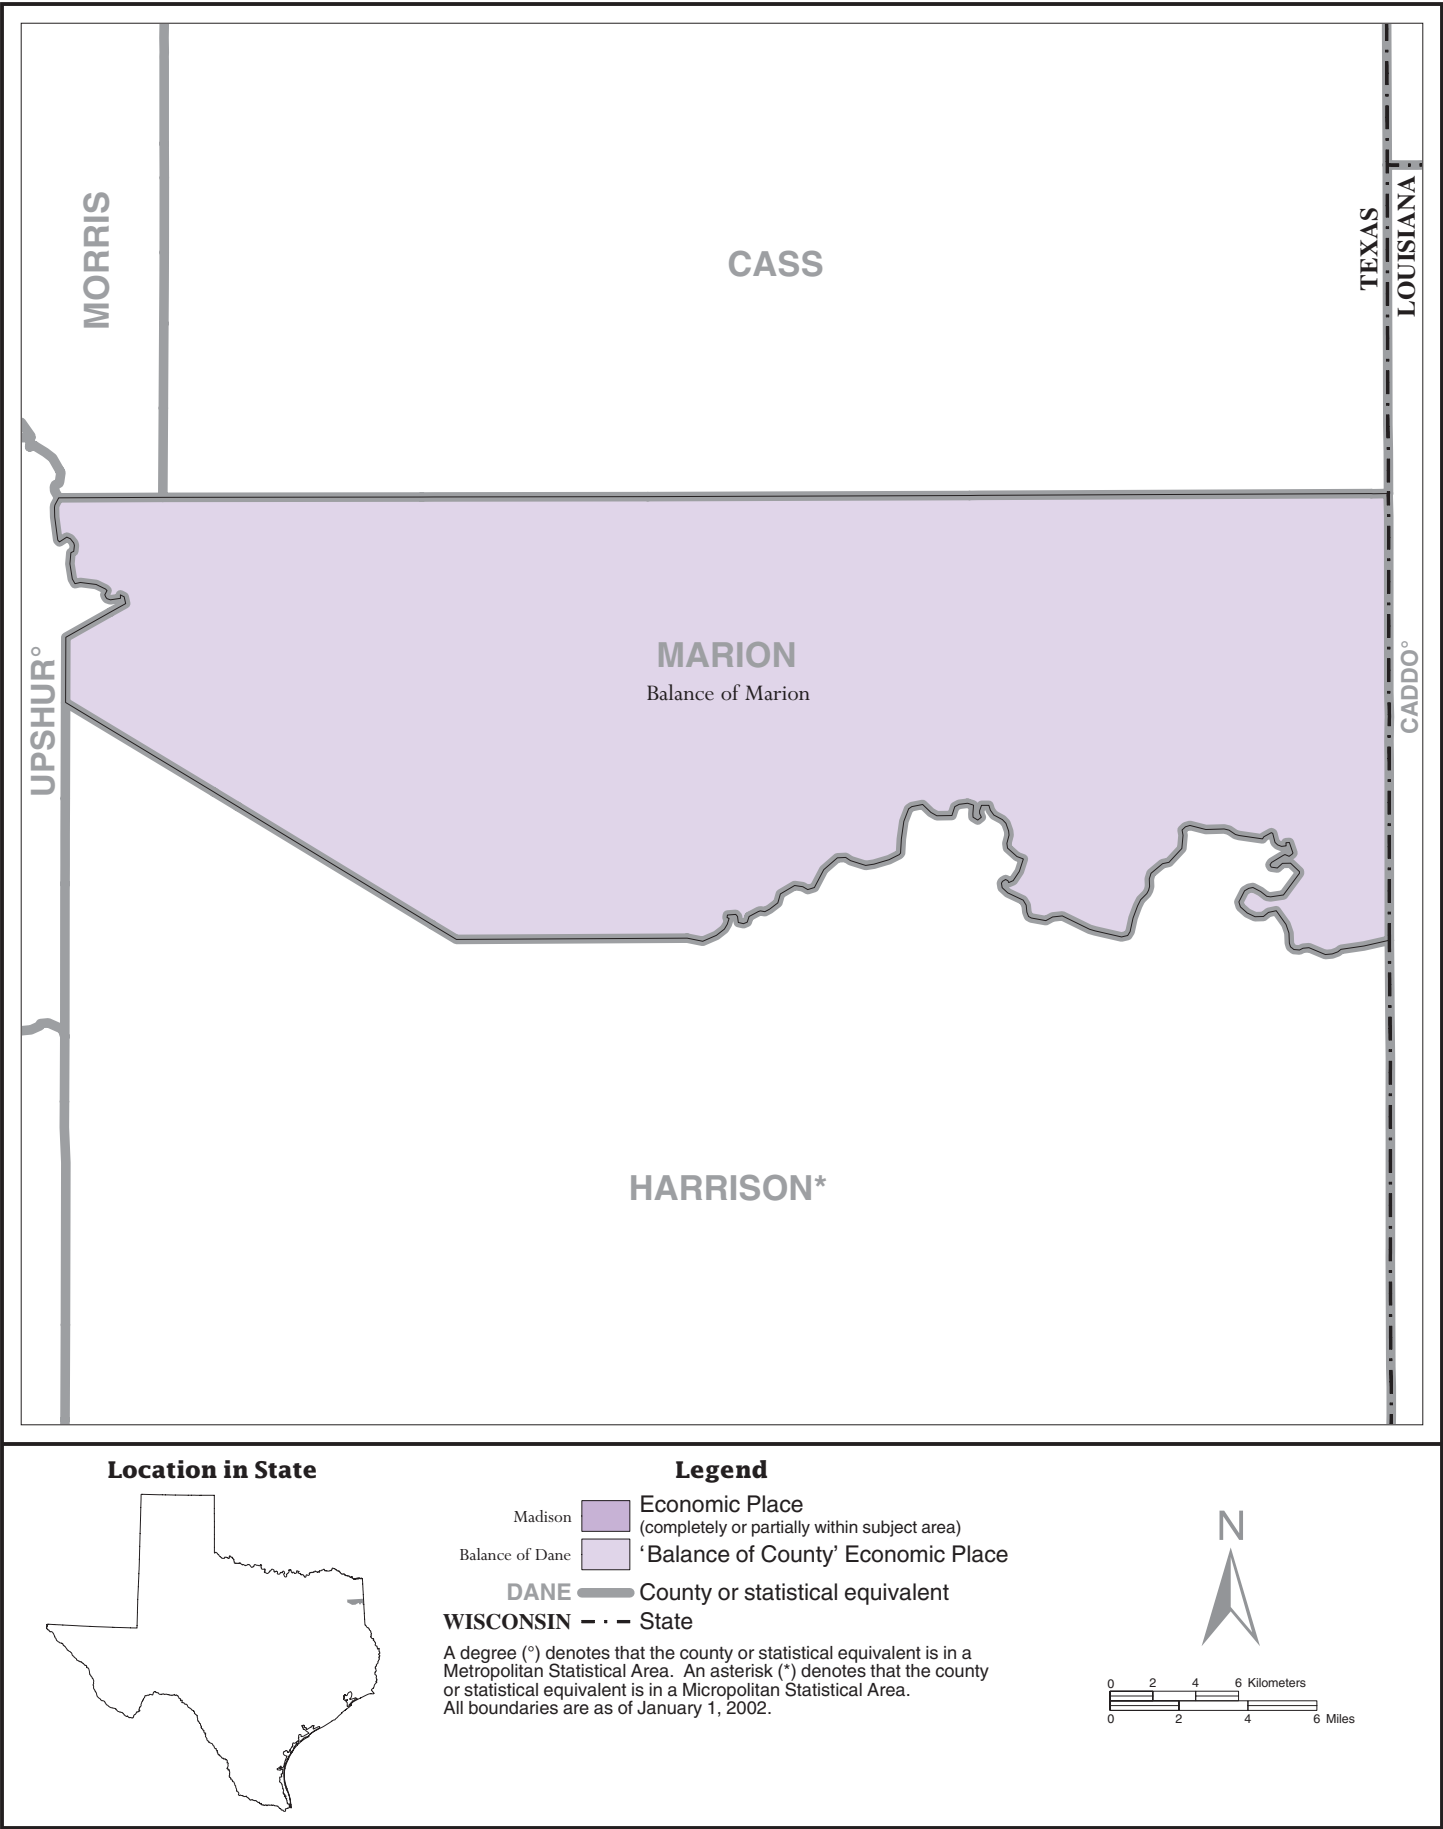 MORRIS
CASS
TEXAS
LOUISIANA
MARION
Balance of Marion
UPSHUR°
CADDO°
HARRISON*
Location in State
Legend
Madison
Economic Place
(completely or partially within subject area)
Balance of Dane
‘Balance of County’ Economic Place
DANE
County or statistical equivalent
WISCONSIN
State
A degree (°) denotes that the county or statistical equivalent is in a
Metropolitan Statistical Area.  An asterisk (*) denotes that the county
or statistical equivalent is in a Micropolitan Statistical Area.
All boundaries are as of January 1, 2002.
N
0 2 4 6 Kilometers
0 2 4 6 Miles